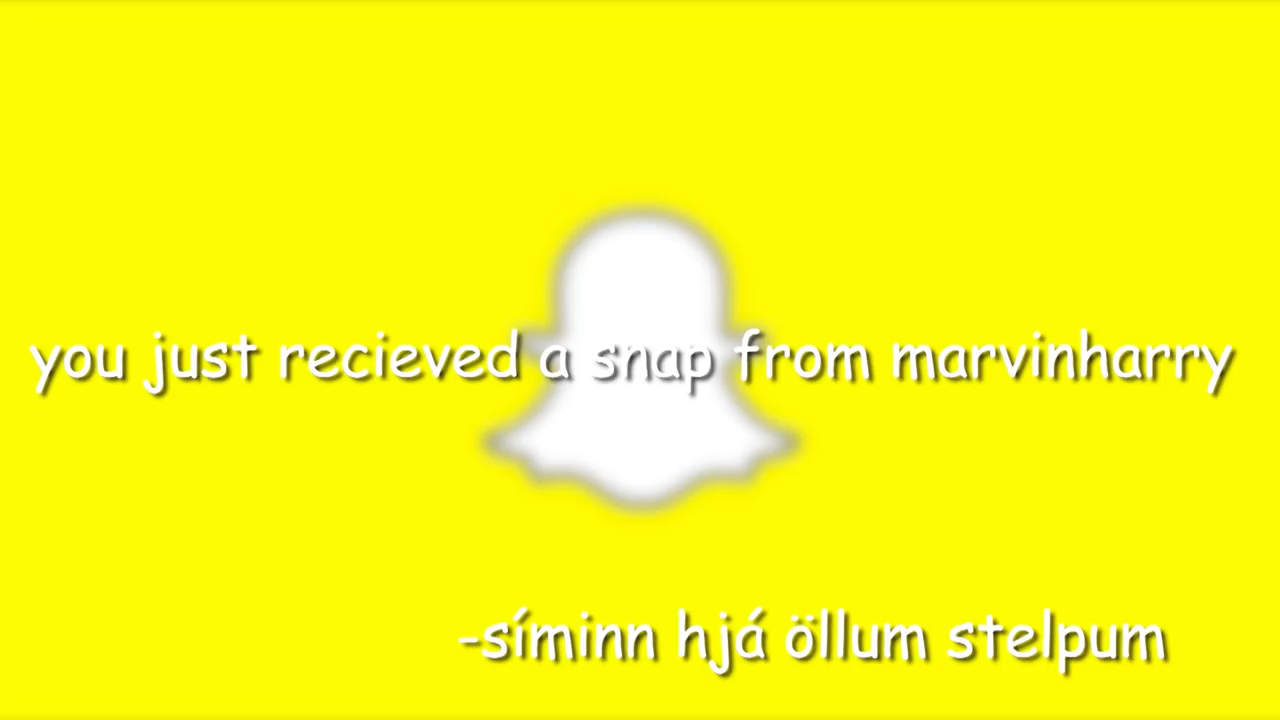 you just recieved a snap from marvinharry
-síminn hjá öllum stelpum